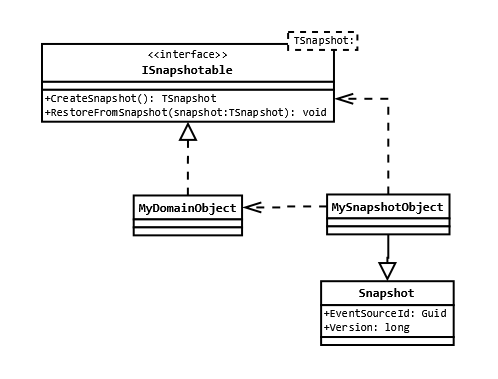 TSnapshot:
<<interface>>
ISnapshotable
+CreateSnapshot(): TSnapshot
+RestoreFromSnapshot(snapshot:TSnapshot): void
MyDomainObject
MySnapshotObject
Snapshot
+EventSourceId: Guid
+Version: long